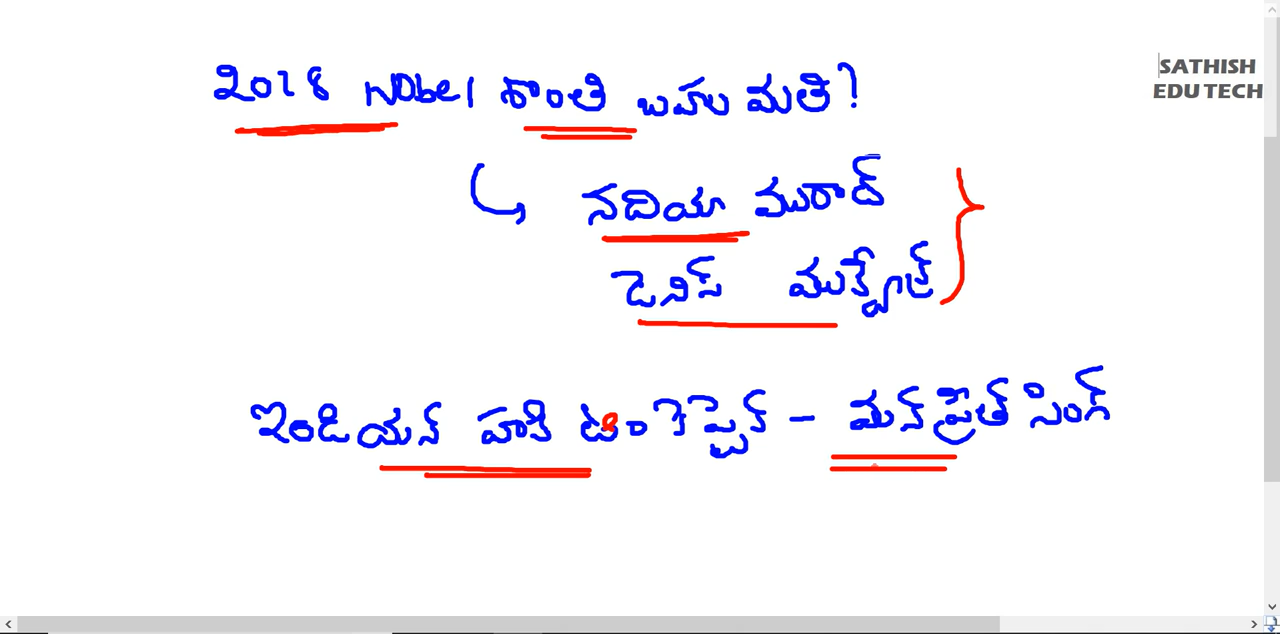 SATHISH
EDUTECH
2018 Nobel శాంతి బహుమతి?
నదియా మురాద్
డెనిస్ ముక్వేజ్
ఇండియన్ హాకీ టీం కెప్టెన్ - మన్ ప్రీత్ సింగ్